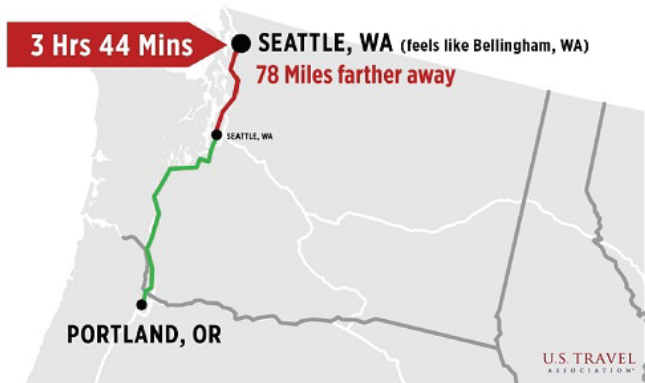 3 Hrs 44 Mins
SEATTLE, WA (feels like Bellingham, WA)
78 Miles farther away
SEATTLE, WA
PORTLAND, OR
U.S. TRAVEL
ASSOCIATION®